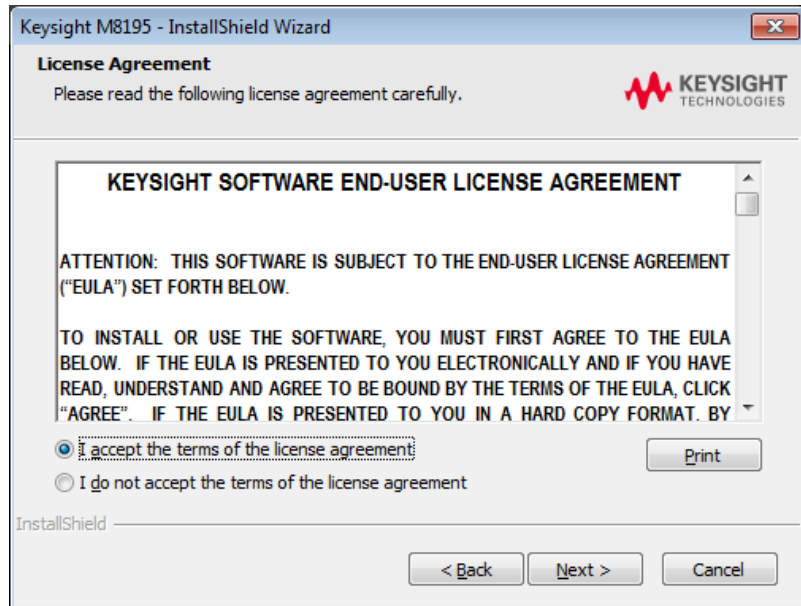 Keysight M8195 - InstallShield Wizard
License Agreement
Please read the following license agreement carefully.
KEYSIGHT
TECHNOLOGIES
KEYSIGHT SOFTWARE END-USER LICENSE AGREEMENT
ATTENTION: THIS SOFTWARE IS SUBJECT TO THE END-USER LICENSE AGREEMENT
("EULA") SET FORTH BELOW.
TO INSTALL OR USE THE SOFTWARE, YOU MUST FIRST AGREE TO THE EULA
BELOW. IF THE EULA IS PRESENTED TO YOU ELECTRONICALLY AND IF YOU HAVE
READ, UNDERSTAND AND AGREE TO BE BOUND BY THE TERMS OF THE EULA, CLICK
"AGREE". IF THE EULA IS PRESENTED TO YOU IN A HARD COPY FORMAT, BY
I accept the terms of the license agreement
Print
I do not accept the terms of the license agreement
InstallShield
< Back
Next >
Cancel